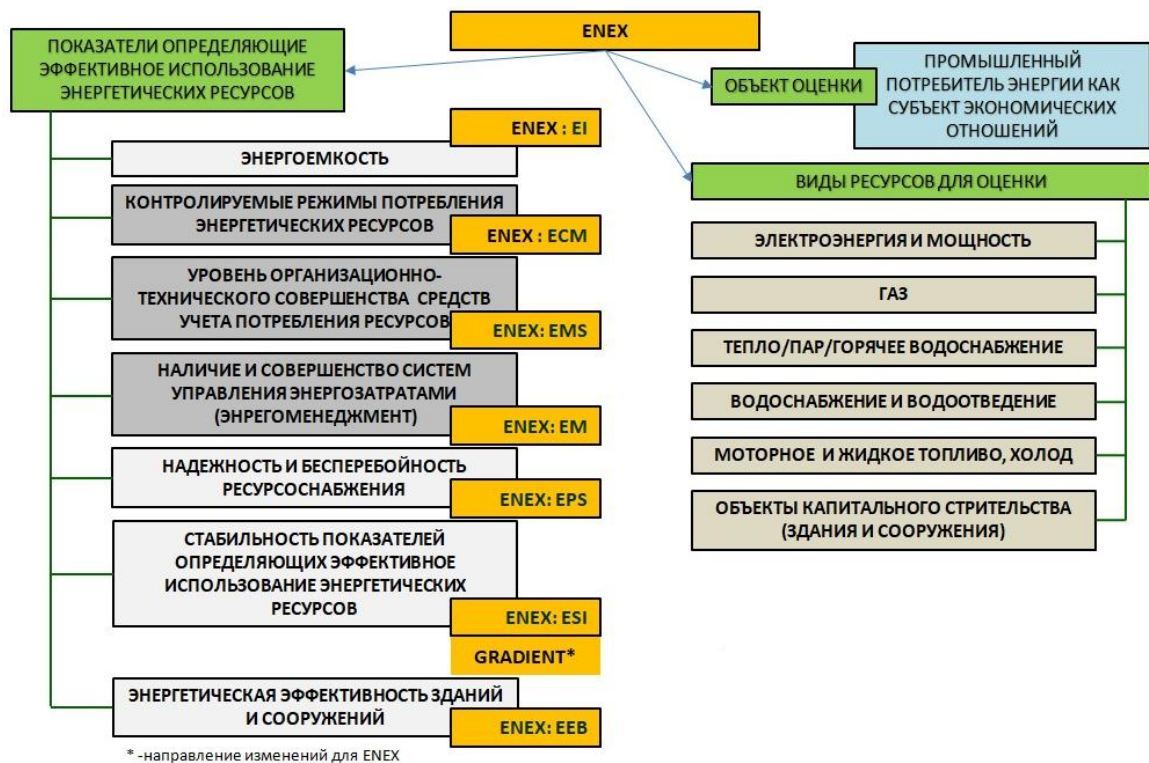 ENEX
ПОКАЗАТЕЛИ ОПРЕДЕЛЯЮЩИЕ
ЭФФЕКТИВНОЕ ИСПОЛЬЗОВАНИЕ
ЭНЕРГЕТИЧЕСКИХ РЕСУРСОВ
ENEX : EI
ЭНЕРГОЕМКОСТЬ
КОНТРОЛИРУЕМЫЕ РЕЖИМЫ ПОТРЕБЛЕНИЯ
ЭНЕРГЕТИЧЕСКИХ РЕСУРСОВ
ENEX : ECM
УРОВЕНЬ ОРГАНИЗАЦИОННО-
ТЕХНИЧЕСКОГО СОВЕРШЕНСТВА СРЕДСТВ
УЧЕТА ПОТРЕБЛЕНИЯ РЕСУРСОВ
ENEX: EMS
НАЛИЧИЕ И СОВЕРШЕНСТВО СИСТЕМ
УПРАВЛЕНИЯ ЭНЕРГОЗАТРАТАМИ
(ЭНРЕГОМЕНЕДЖМЕНТ)
ENEX: EM
НАДЕЖНОСТЬ И БЕСПЕРЕБОЙНОСТЬ
РЕСУРСОСНАБЖЕНИЯ
ENEX: EPS
СТАБИЛЬНОСТЬ ПОКАЗАТЕЛЕЙ
ОПРЕДЕЛЯЮЩИХ ЭФФЕКТИВНОЕ
ИСПОЛЬЗОВАНИЕ ЭНЕРГЕТИЧЕСКИХ
РЕСУРСОВ
ENEX: ESI
GRADIENT*
ЭНЕРГЕТИЧЕСКАЯ ЭФФЕКТИВНОСТЬ ЗДАНИЙ
И СООРУЖЕНИЙ
ENEX: EEB
* -направление изменений для ENEX
ОБЪЕКТ ОЦЕНКИ
ПРОМЫШЛЕННЫЙ
ПОТРЕБИТЕЛЬ ЭНЕРГИИ КАК
СУБЪЕКТ ЭКОНОМИЧЕСКИХ
ОТНОШЕНИЙ
ВИДЫ РЕСУРСОВ ДЛЯ ОЦЕНКИ
ЭЛЕКТРОЭНЕРГИЯ И МОЩНОСТЬ
ГАЗ
ТЕПЛО/ПАР/ГОРЯЧЕЕ ВОДОСНАБЖЕНИЕ
ВОДОСНАБЖЕНИЕ И ВОДООТВЕДЕНИЕ
МОТОРНОЕ И ЖИДКОЕ ТОПЛИВО, ХОЛОД
ОБЪЕКТЫ КАПИТАЛЬНОГО СТРИТЕЛЬСТВА
(ЗДАНИЯ И СООРУЖЕНИЯ)